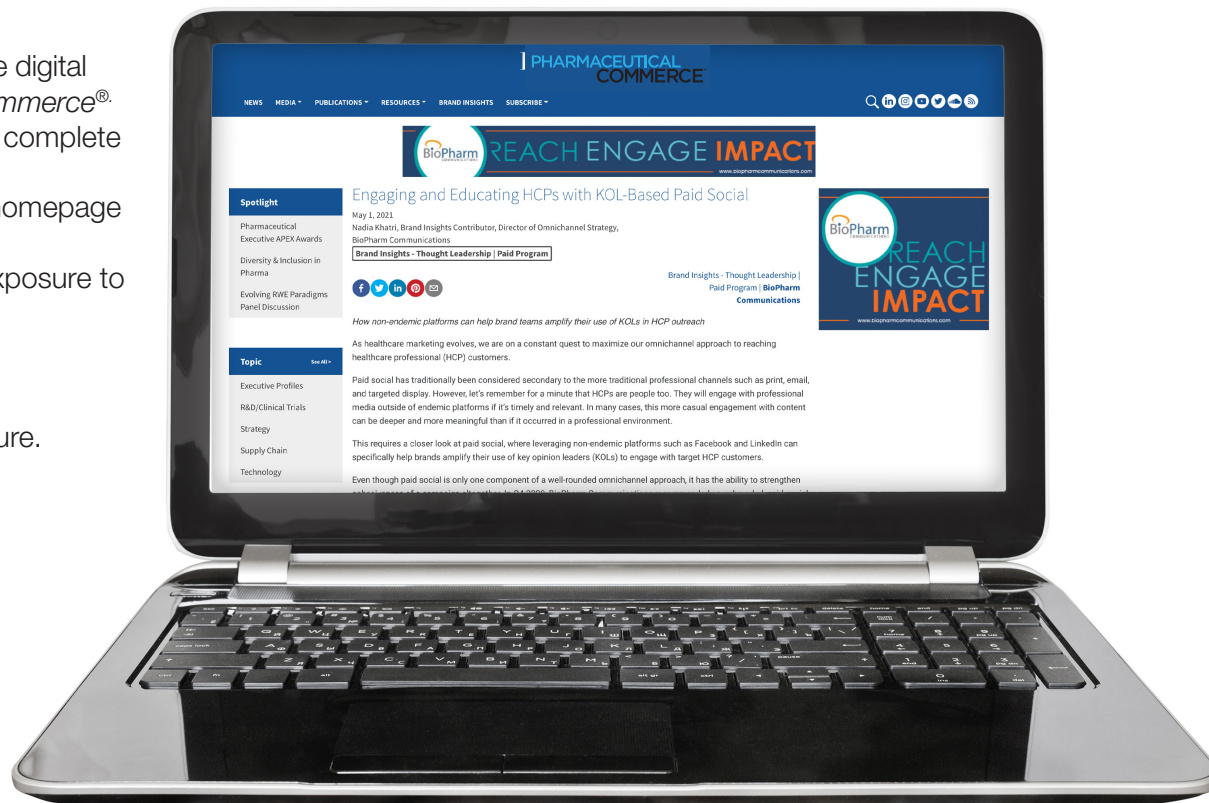 e digital
ommerce®.
complete
omepage
xposure to
ure.
PHARMACEUTICAL
COMMERCE
NEWS MEDIA PUBLICATIONS RESOURCES BRAND INSIGHTS SUBSCRIBE
BioPharm
COMMUNICATIONS
REACH ENGAGE IMPACT
www.biopharmcommunications.com
Spotlight
Pharmaceutical
Executive APEX Awards
Diversity & Inclusion in
Pharma
Evolving RWE Paradigms
Panel Discussion
Topic See All >
Executive Profiles
R&D/Clinical Trials
Strategy
Supply Chain
Technology
Engaging and Educating HCPs with KOL-Based Paid Social
May 1, 2021
Nadia Khatri, Brand Insights Contributor, Director of Omnichannel Strategy,
BioPharm Communications
Brand Insights - Thought Leadership | Paid Program
Brand Insights - Thought Leadership |
Paid Program | BioPharm
Communications
How non-endemic platforms can help brand teams amplify their use of KOLs in HCP outreach
As healthcare marketing evolves, we are on a constant quest to maximize our omnichannel approach to reaching
healthcare professional (HCP) customers.
Paid social has traditionally been considered secondary to the more traditional professional channels such as print, email,
and targeted display. However, let's remember for a minute that HCPs are people too. They will engage with professional
media outside of endemic platforms if it's timely and relevant. In many cases, this more casual engagement with content
can be deeper and more meaningful than if it occurred in a professional environment.
This requires a closer look at paid social, where leveraging non-endemic platforms such as Facebook and LinkedIn can
specifically help brands amplify their use of key opinion leaders (KOLs) to engage with target HCP customers.
Even though paid social is only one component of a well-rounded omnichannel approach, it has the ability to strengthen
BioPharm
COMMUNICATIONS
REACH
ENGAGE
IMPACT
www.biopharmcommunications.com